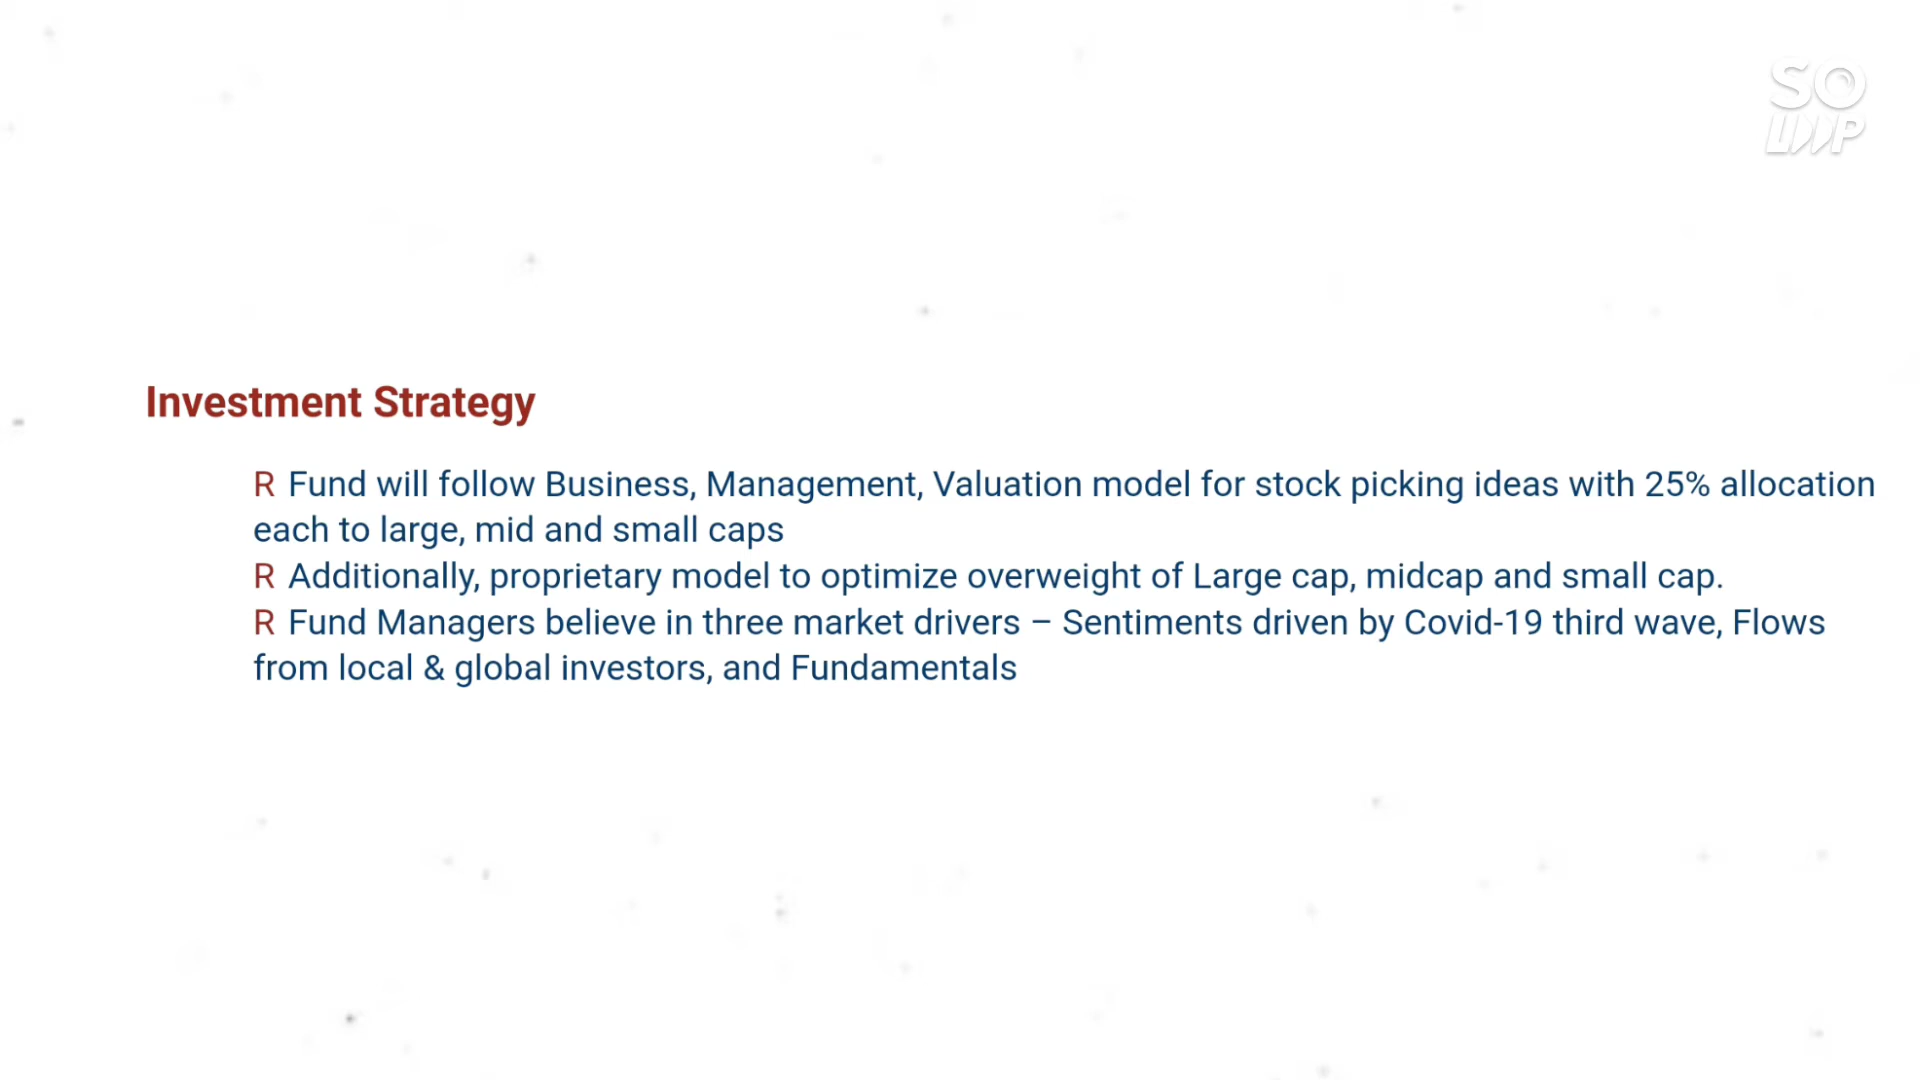 SO
LIP
Investment Strategy
R Fund will follow Business, Management, Valuation model for stock picking ideas with 25% allocation
each to large, mid and small caps
R Additionally, proprietary model to optimize overweight of Large cap, midcap and small cap.
R Fund Managers believe in three market drivers – Sentiments driven by Covid-19 third wave, Flows
from local & global investors, and Fundamentals